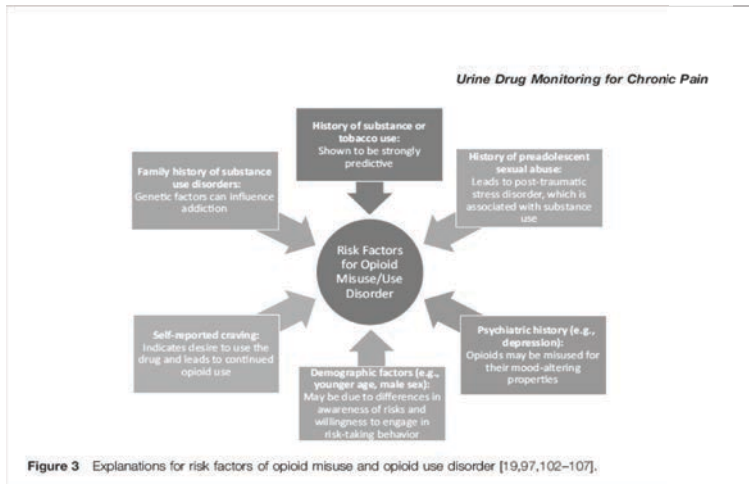 Urine Drug Monitoring for Chronic Pain
History of substance or
tobacco use:
Shown to be strongly
predictive
Family history of substance
use disorders:
Genetic factors can influence
addiction
History of preadolescent
sexual abuse:
Leads to post-traumatic
stress disorder, which is
associated with substance
use
Risk Factors
for Opioid
Misuse/Use
Disorder
Self-reported craving:
Indicates desire to use the
drug and leads to continued
opioid use
Psychiatric history (e.g.,
depression):
Opioids may be misused for
their mood-altering
properties
Demographic factors (e.g.,
younger age, male sex):
May be due to differences in
awareness of risks and
willingness to engage in
risk-taking behavior
Figure 3 Explanations for risk factors of opioid misuse and opioid use disorder [19,97,102–107].